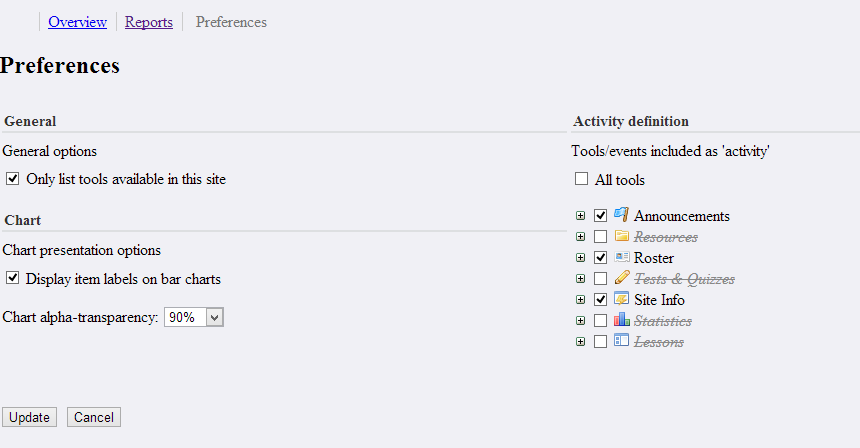 Overview Reports Preferences
Preferences
General
General options
Only list tools available in this site
Chart
Chart presentation options
Display item labels on bar charts
Chart alpha-transparency: 90%
Activity definition
Tools/events included as 'activity'
All tools
Announcements
Resources
Roster
Tests & Quizzes
Site Info
Statistics
Lessons
Update Cancel